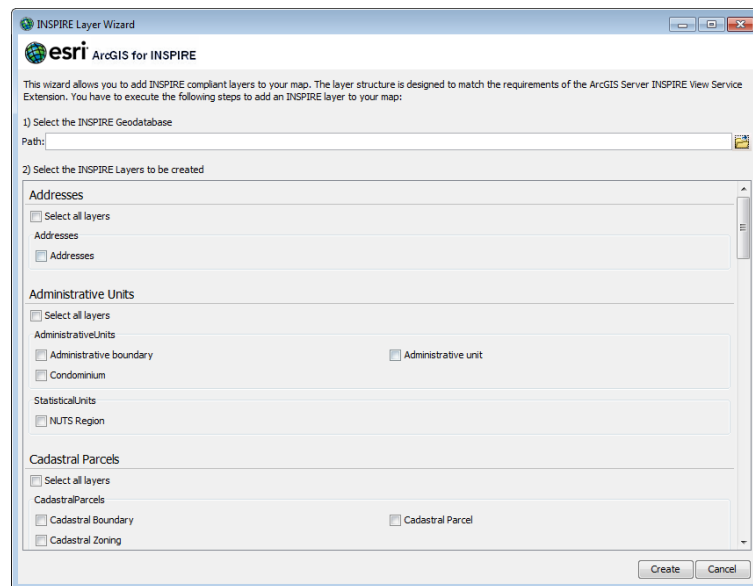 INSPIRE Layer Wizard
esri ArcGIS for INSPIRE
This wizard allows you to add INSPIRE compliant layers to your map. The layer structure is designed to match the requirements of the ArcGIS Server INSPIRE View Service
Extension. You have to execute the following steps to add an INSPIRE layer to your map:
1) Select the INSPIRE Geodatabase
Path:
2) Select the INSPIRE Layers to be created
Addresses
Select all layers
Addresses
Addresses
Administrative Units
Select all layers
AdministrativeUnits
Administrative boundary Administrative unit
Condominium
StatisticalUnits
NUTS Region
Cadastral Parcels
Select all layers
CadastralParcels
Cadastral Boundary Cadastral Parcel
Cadastral Zoning
Create Cancel